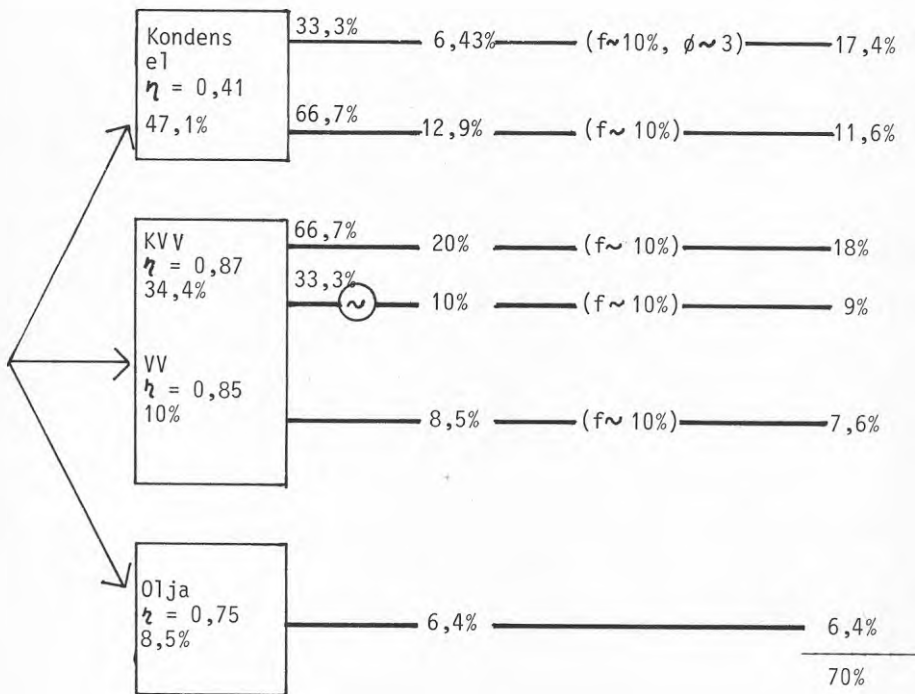 33,3%
Kondens
el
η = 0,41
47,1%
6,43% (f~10%, ø~3) 17,4%
66,7%
12,9% (f~ 10%) 11,6%
KVV
η = 0,87
34,4%
66,7%
20% (f~ 10%) 18%
33,3%
~ 10% (f~ 10%) 9%
VV
η = 0,85
10%
8,5% (f~ 10%) 7,6%
Olja
η = 0,75
8,5%
6,4% 6,4%
70%